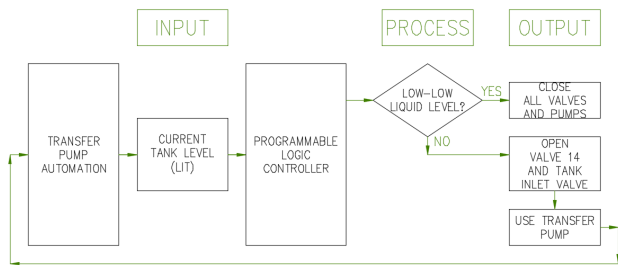 INPUT
PROCESS
OUTPUT
TRANSFER
PUMP
AUTOMATION
CURRENT
TANK LEVEL
(LIT)
PROGRAMMABLE
LOGIC
CONTROLLER
LOW-LOW
LIQUID LEVEL?
YES
CLOSE
ALL VALVES
AND PUMPS
NO
OPEN
VALVE 14
AND TANK
INLET VALVE
USE TRANSFER
PUMP